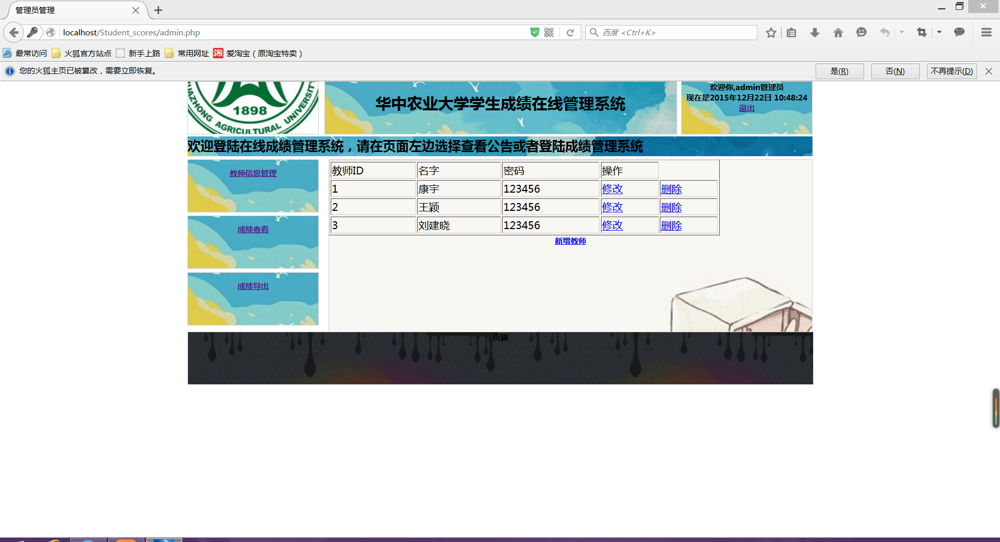 管理员管理
localhost/Student_scores/admin.php
百度 <Ctrl+K>
最常访问 火狐官方站点 新手上路 常用网址 淘 爱淘宝（原淘宝特卖）
您的火狐主页已被篡改，需要立即恢复。 是(R) 否(N) 不再提示(D)
1898
AZHONG AGRICULTURAL UNIVERSITY
华中农业大学学生成绩在线管理系统
欢迎你,admin管理员
现在是2015年12月22日 10:48:24
退出
欢迎登陆在线成绩管理系统，请在页面左边选择查看公告或者登陆成绩管理系统
教师信息管理
成绩查看
成绩导出
教师ID 名字 密码 操作
1 康宇 123456 修改 删除
2 王颖 123456 修改 删除
3 刘建晓 123456 修改 删除
新增教师
页脚